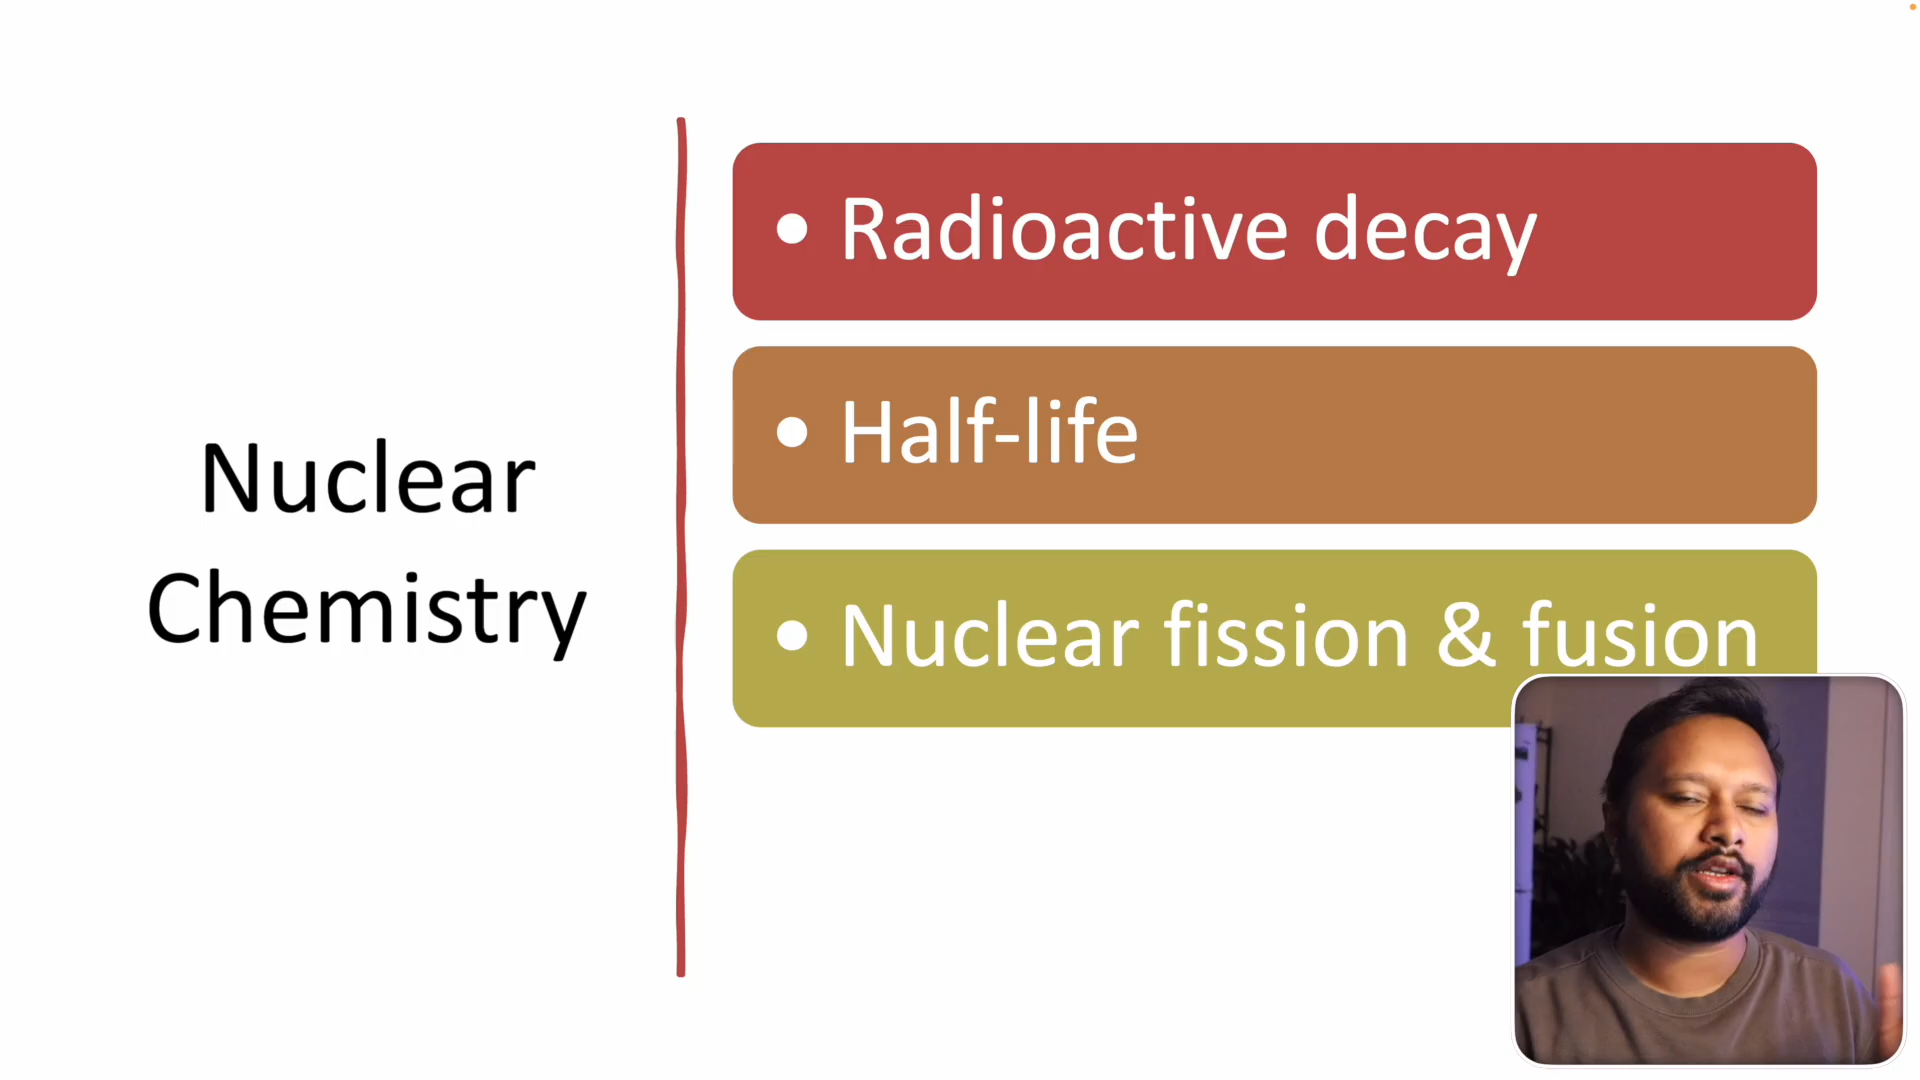 Nuclear
Chemistry
• Radioactive decay
• Half-life
• Nuclear fission & fusion